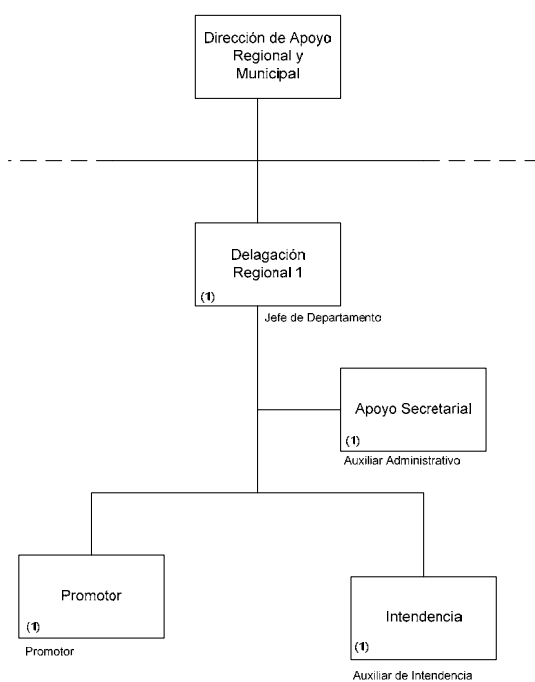 Dirección de Apoyo
Regional y
Municipal
Delagación
Regional 1
(1)
Jefe de Departamento
Apoyo Secretarial
(1)
Auxiliar Administrativo
Promotor
(1)
Promotor
Intendencia
(1)
Auxiliar de Intendencia